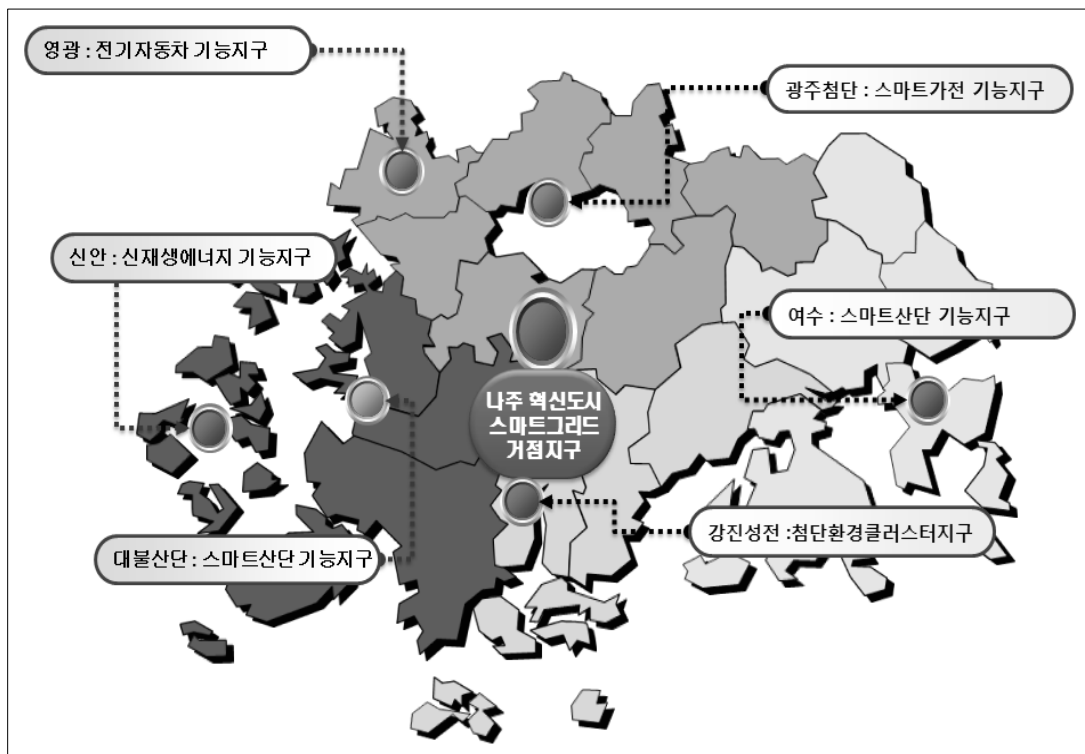 영광 : 전기자동차 기능지구
광주첨단 : 스마트가전 기능지구
신안 : 신재생에너지 기능지구
여수 : 스마트산단 기능지구
나주 혁신도시
스마트그리드
거점지구
강진성전 :첨단환경클러스터지구
대불산단 : 스마트산단 기능지구